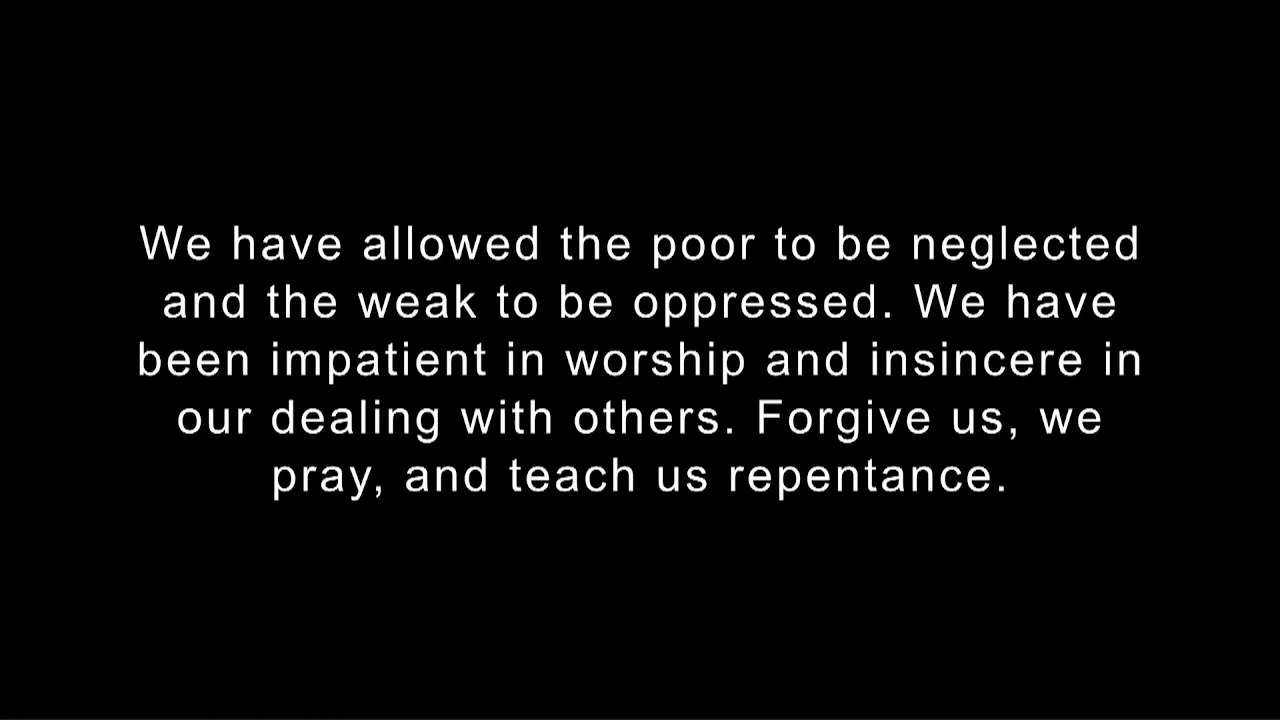 We have allowed the poor to be neglected
and the weak to be oppressed. We have
been impatient in worship and insincere in
our dealing with others. Forgive us, we
pray, and teach us repentance.